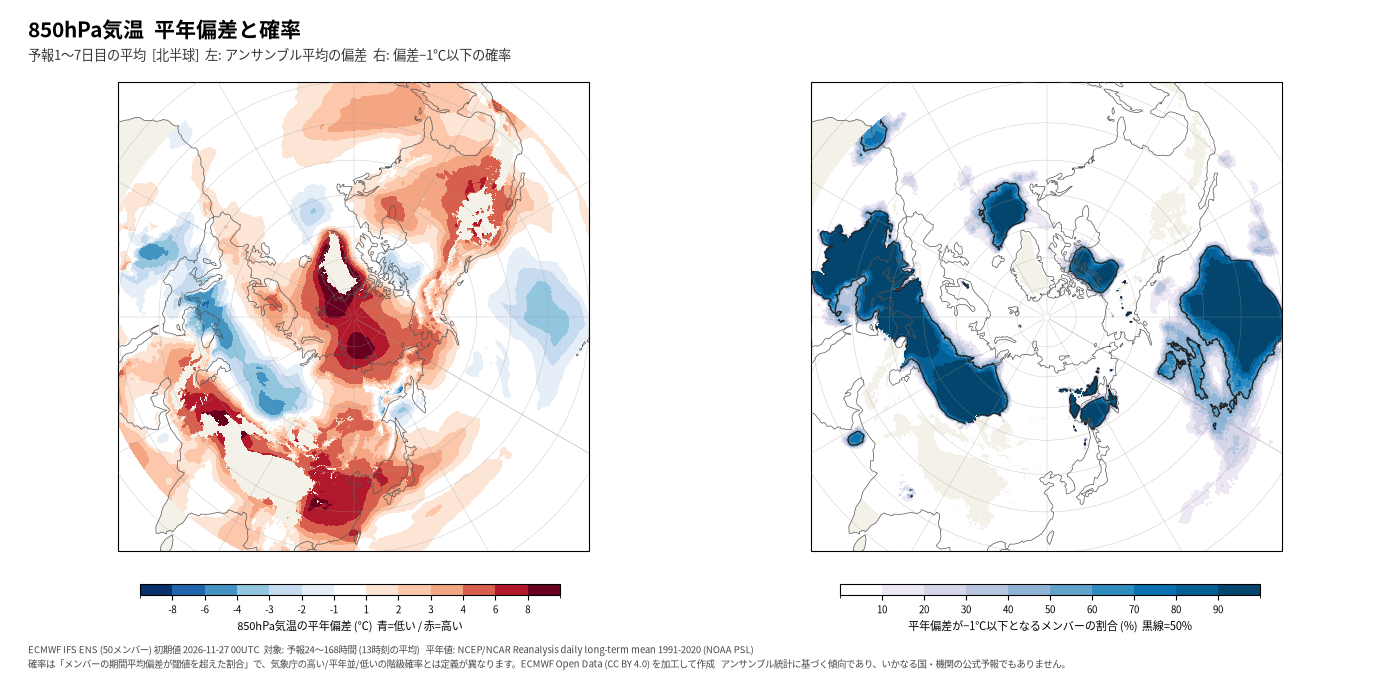 850hPa気温 平年偏差と確率
予報1～7日目の平均 [北半球] 左: アンサンブル平均の偏差 右: 偏差−1℃以下の確率
-8 -6 -4 -3 -2 -1 1 2 3 4 6 8
850hPa気温の平年偏差 (℃) 青=低い / 赤=高い
10 20 30 40 50 60 70 80 90
平年偏差が−1℃以下となるメンバーの割合 (%) 黒線=50%
ECMWF IFS ENS (50メンバー) 初期値 2026-11-27 00UTC 対象: 予報24〜168時間 (13時刻の平均) 平年値: NCEP/NCAR Reanalysis daily long-term mean 1991-2020 (NOAA PSL)
確率は「メンバーの期間平均偏差が閾値を超えた割合」で、気象庁の高い/平年並/低いの階級確率とは定義が異なります。ECMWF Open Data (CC BY 4.0) を加工して作成 アンサンブル統計に基づく傾向であり、いかなる国・機関の公式予報でもありません。